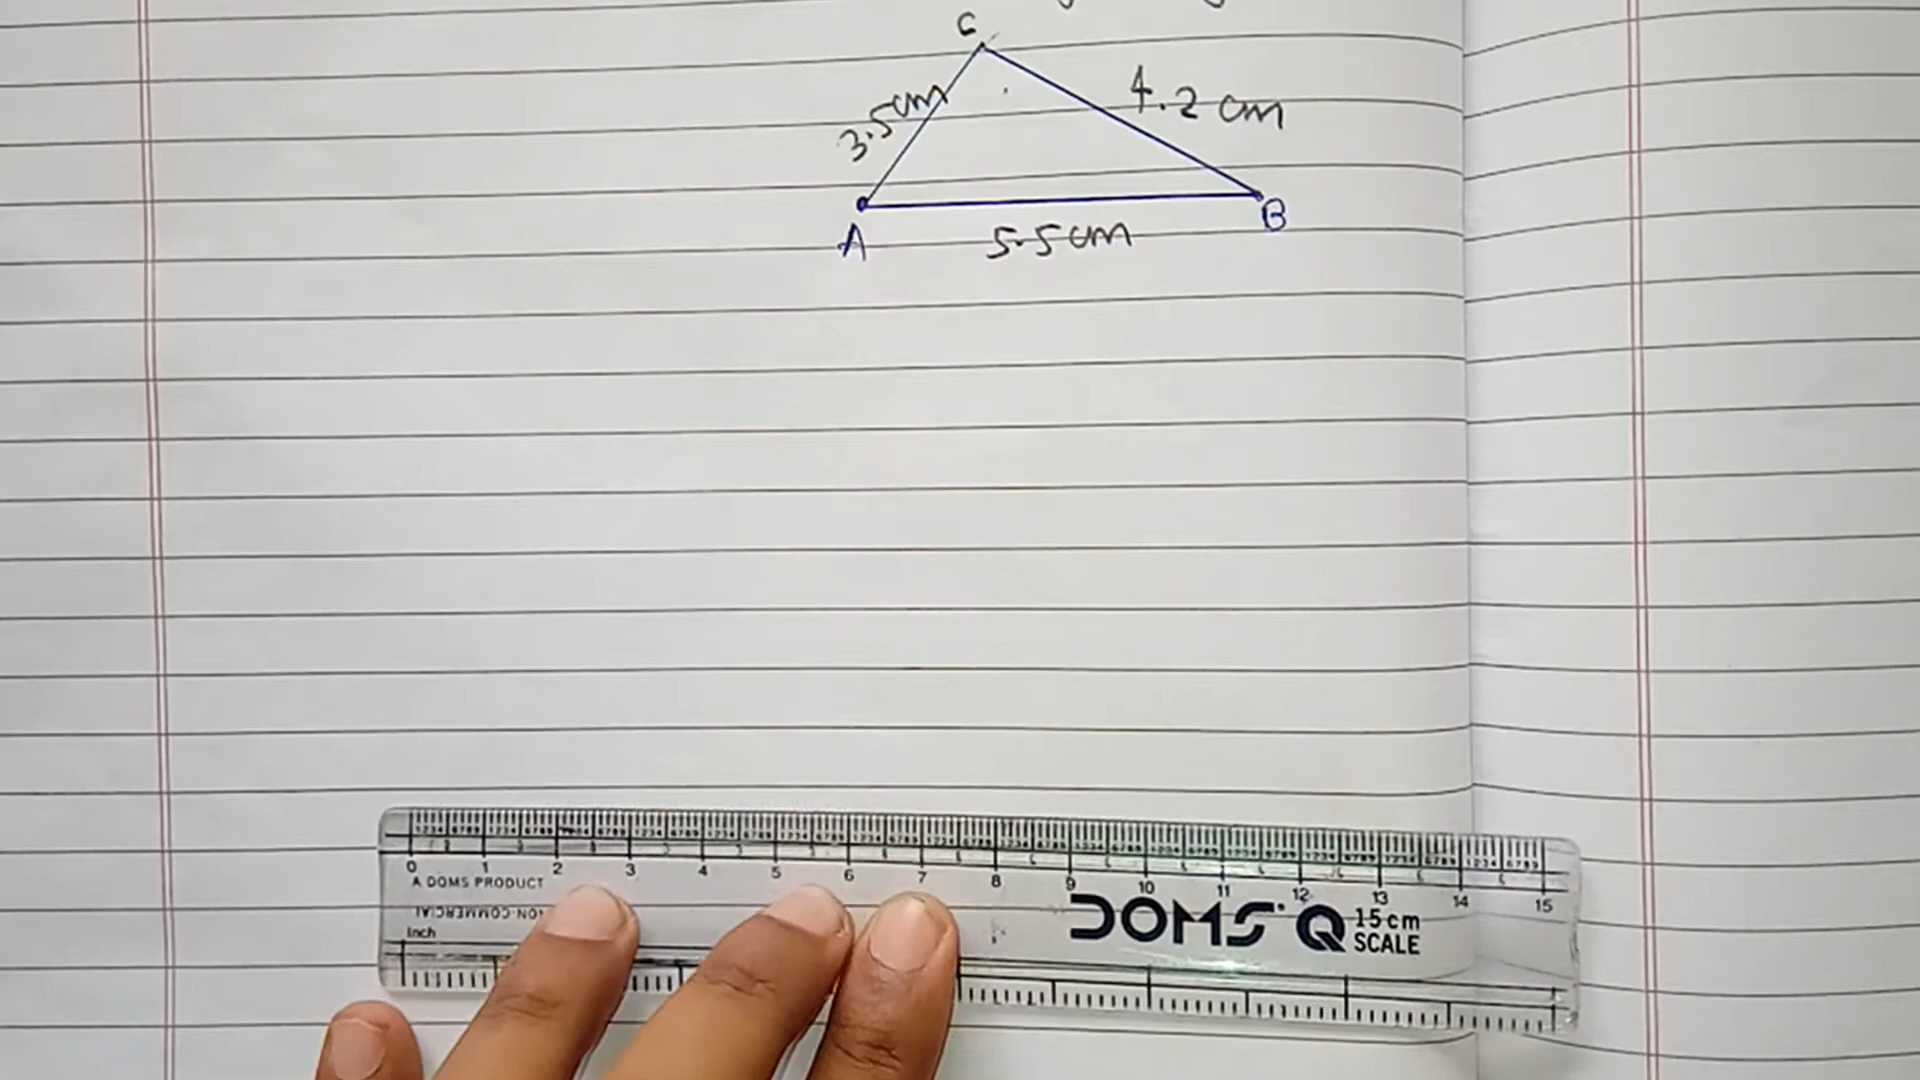 C
3.5cm
4.2 cm
A
B
5.5cm
0 1 2 3 4 5 6 7 8 9 10 11 12 13 14 15
A DOMS PRODUCT
NON-COMMERCIAL
DOMS Q 15cm
SCALE
Inch